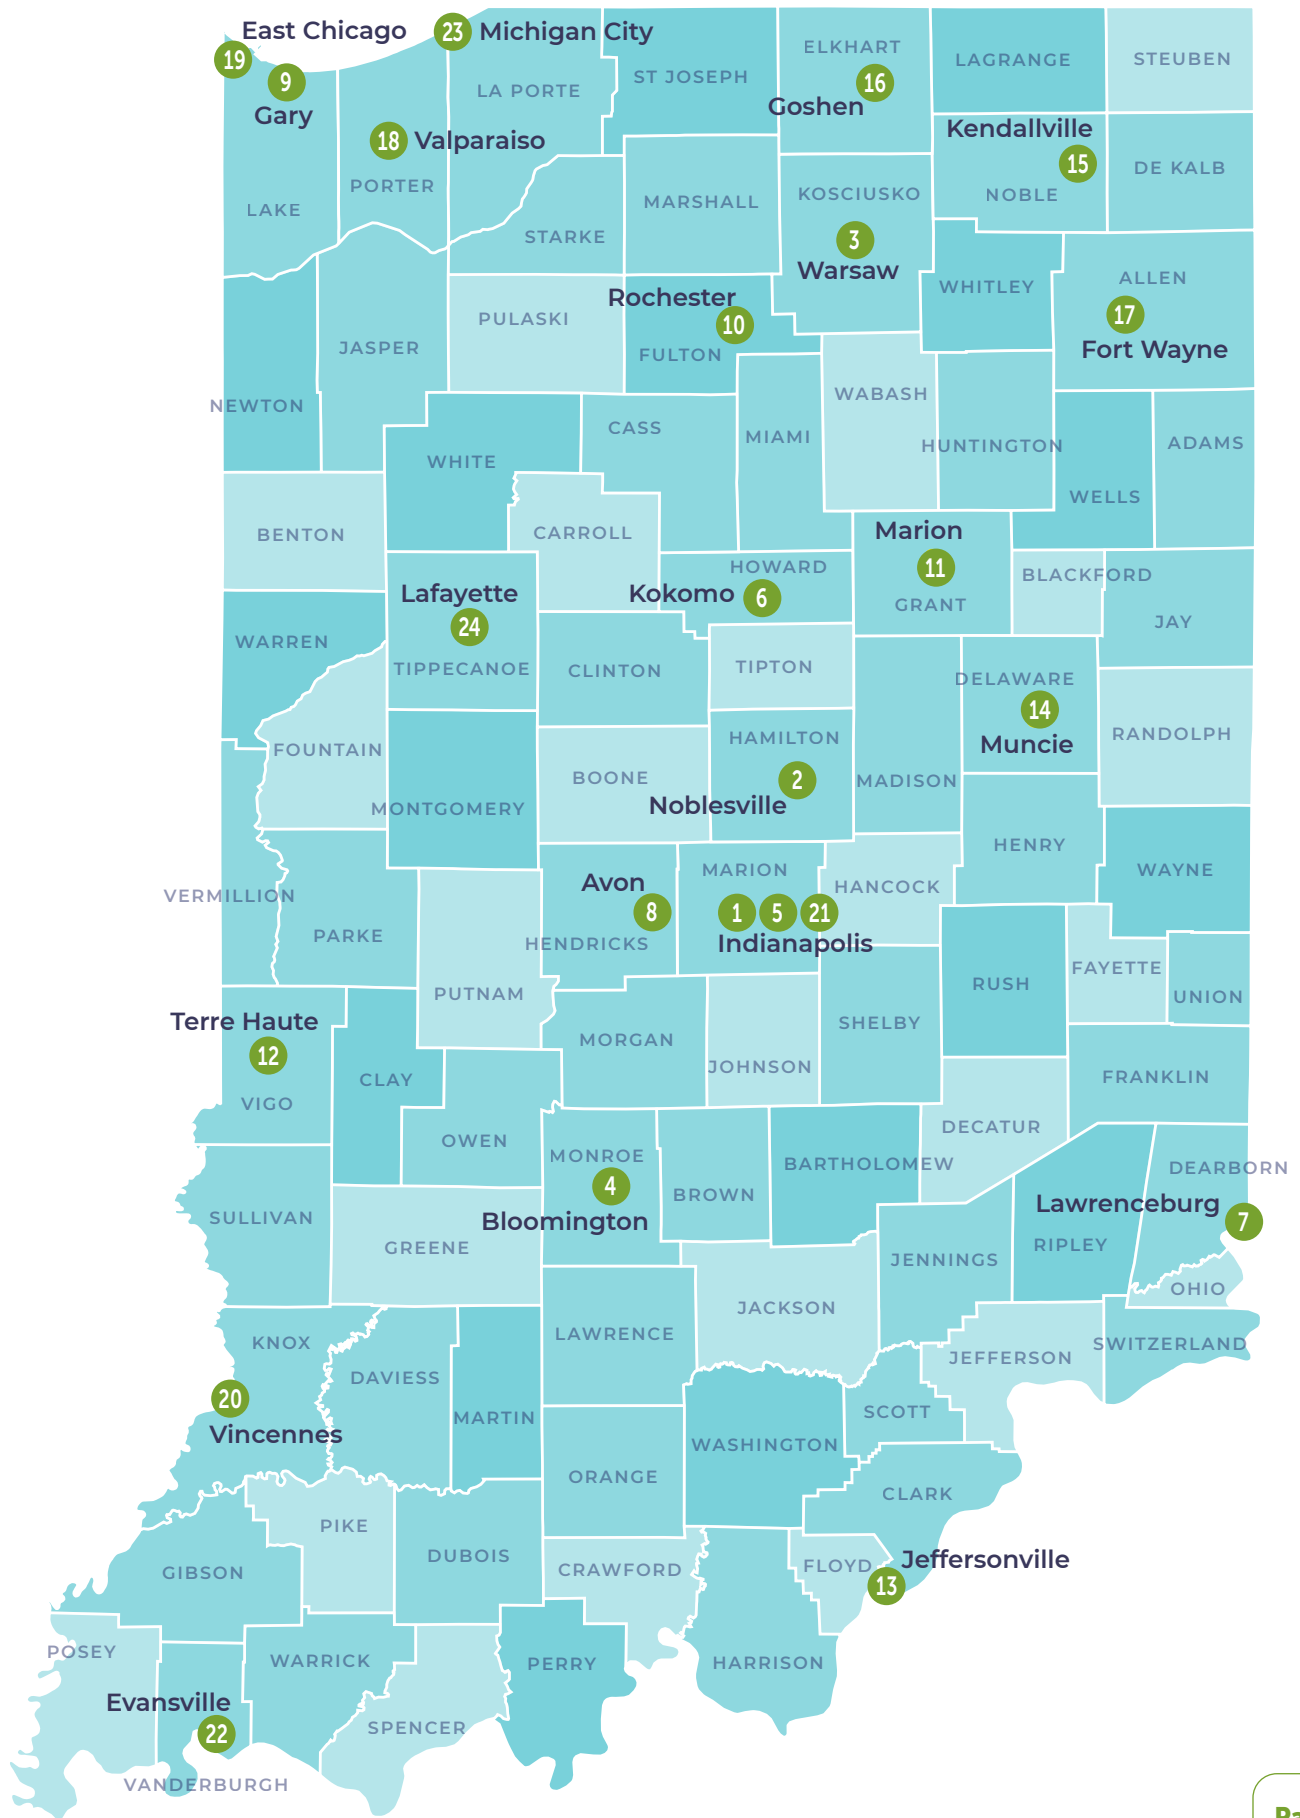 East Chicago
23 Michigan City
19
9
Gary
LA PORTE
ST JOSEPH
ELKHART
16
Goshen
LAGRANGE
STEUBEN
18 Valparaiso
PORTER
LAKE
Kendallville
15
NOBLE
DE KALB
MARSHALL
KOSCIUSKO
3
Warsaw
STARKE
WHITLEY
ALLEN
17
Fort Wayne
Rochester
10
FULTON
PULASKI
JASPER
NEWTON
WABASH
CASS
MIAMI
HUNTINGTON
ADAMS
WHITE
WELLS
BENTON
CARROLL
Marion
11
GRANT
HOWARD
Kokomo 6
BLACKFORD
JAY
Lafayette
24
TIPPECANOE
WARREN
CLINTON
TIPTON
DELAWARE
14
Muncie
RANDOLPH
FOUNTAIN
HAMILTON
2
Noblesville
BOONE
MADISON
MONTGOMERY
HENRY
WAYNE
MARION
Avon
8
HENDRICKS
1 5 21
Indianapolis
HANCOCK
VERMILLION
PARKE
PUTNAM
RUSH
FAYETTE
UNION
Terre Haute
12
VIGO
MORGAN
SHELBY
JOHNSON
CLAY
FRANKLIN
OWEN
DECATUR
MONROE
4
Bloomington
BROWN
BARTHOLOMEW
DEARBORN
Lawrenceburg
7
RIPLEY
SULLIVAN
GREENE
JENNINGS
OHIO
JACKSON
LAWRENCE
KNOX
SWITZERLAND
JEFFERSON
DAVIESS
20
Vincennes
MARTIN
SCOTT
WASHINGTON
ORANGE
CLARK
PIKE
DUBOIS
GIBSON
CRAWFORD
FLOYD
Jeffersonville
13
POSEY
WARRICK
PERRY
HARRISON
Evansville
22
SPENCER
VANDERBURGH